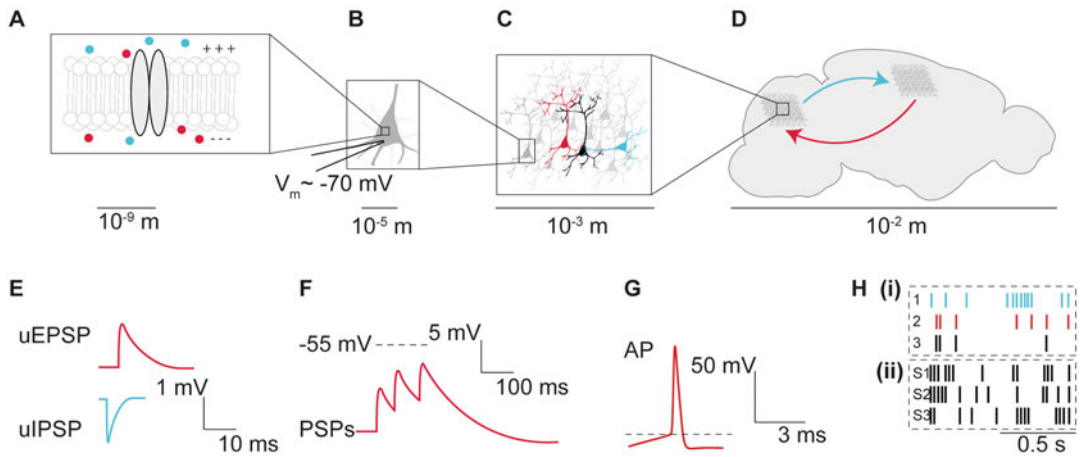 A
B
C
D
+ + +
- - -
Vm~ -70 mV
10-9 m
10-5 m
10-3 m
10-2 m
E
F
G
H (i)
uEPSP
1 mV
uIPSP
10 ms
-55 mV
5 mV
100 ms
PSPs
AP
50 mV
3 ms
1
2
3
(ii)
S1
S2
S3
0.5 s